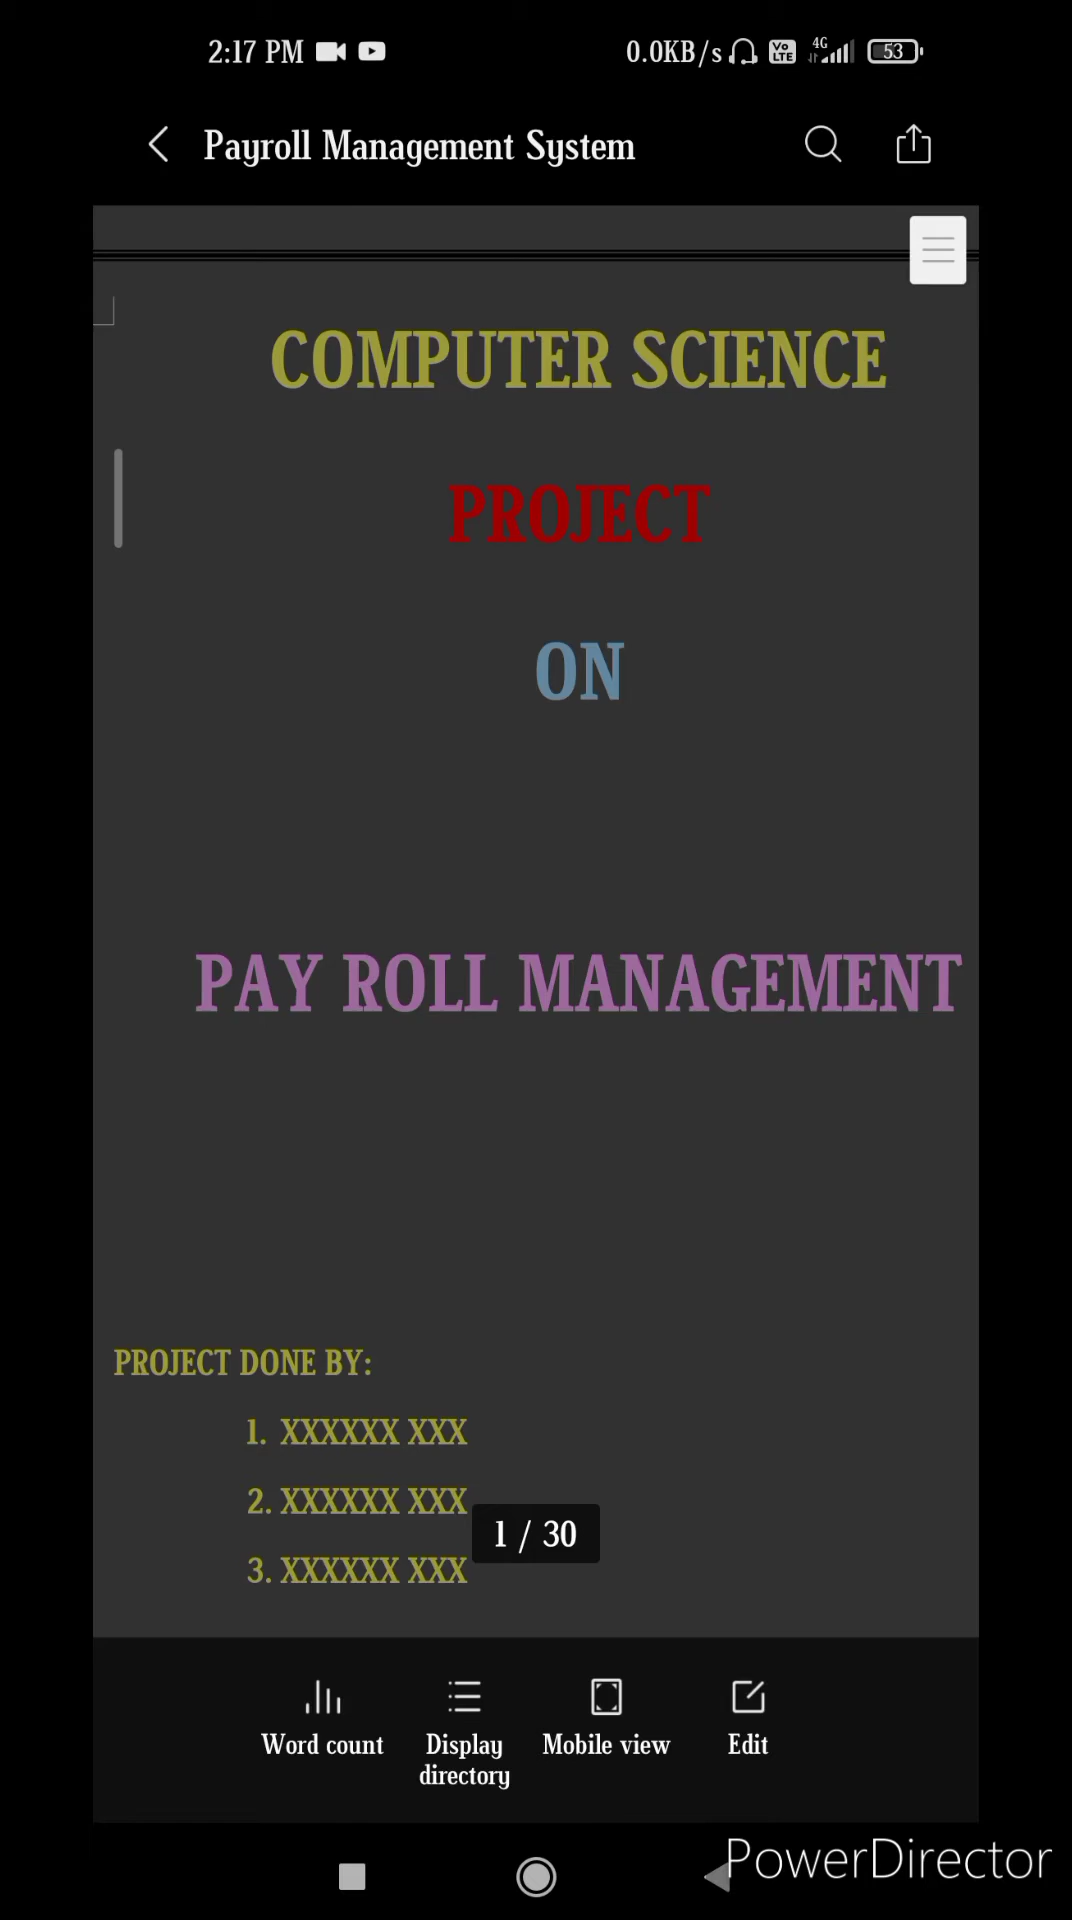 2:17 PM
0.0KB/s
Vo
LTE
4G
53
Payroll Management System
COMPUTER SCIENCE
PROJECT
ON
PAY ROLL MANAGEMENT
PROJECT DONE BY:
1. XXXXXX XXX
2. XXXXXX XXX
3. XXXXXX XXX
1 / 30
Word count
Display
directory
Mobile view
Edit
PowerDirector